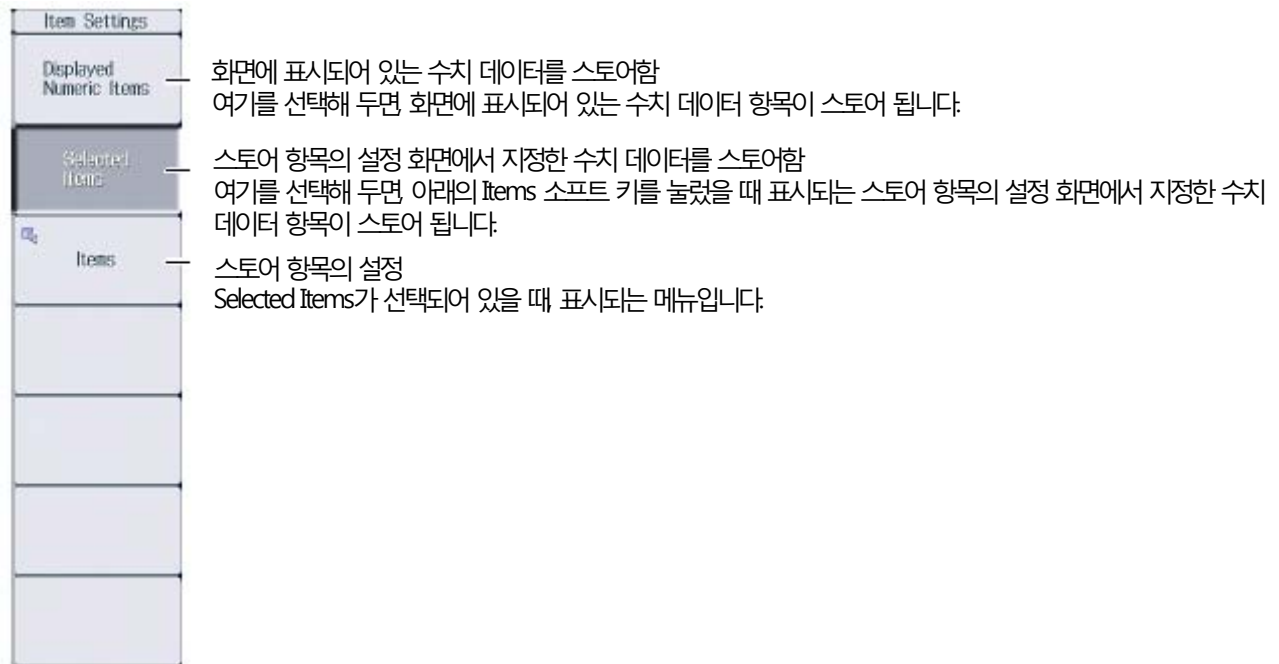 Item Settings
Displayed
Numeric Items
화면에 표시되어 있는 수치 데이터를 스토어함
여기를 선택해 두면, 화면에 표시되어 있는 수치 데이터 항목이 스토어 됩니다.
Selected
Items
스토어 항목의 설정 화면에서 지정한 수치 데이터를 스토어함
여기를 선택해 두면, 아래의 Items 소프트 키를 눌렀을 때 표시되는 스토어 항목의 설정 화면에서 지정한 수치
데이터 항목이 스토어 됩니다.
Items
스토어 항목의 설정
Selected Items가 선택되어 있을 때, 표시되는 메뉴입니다.